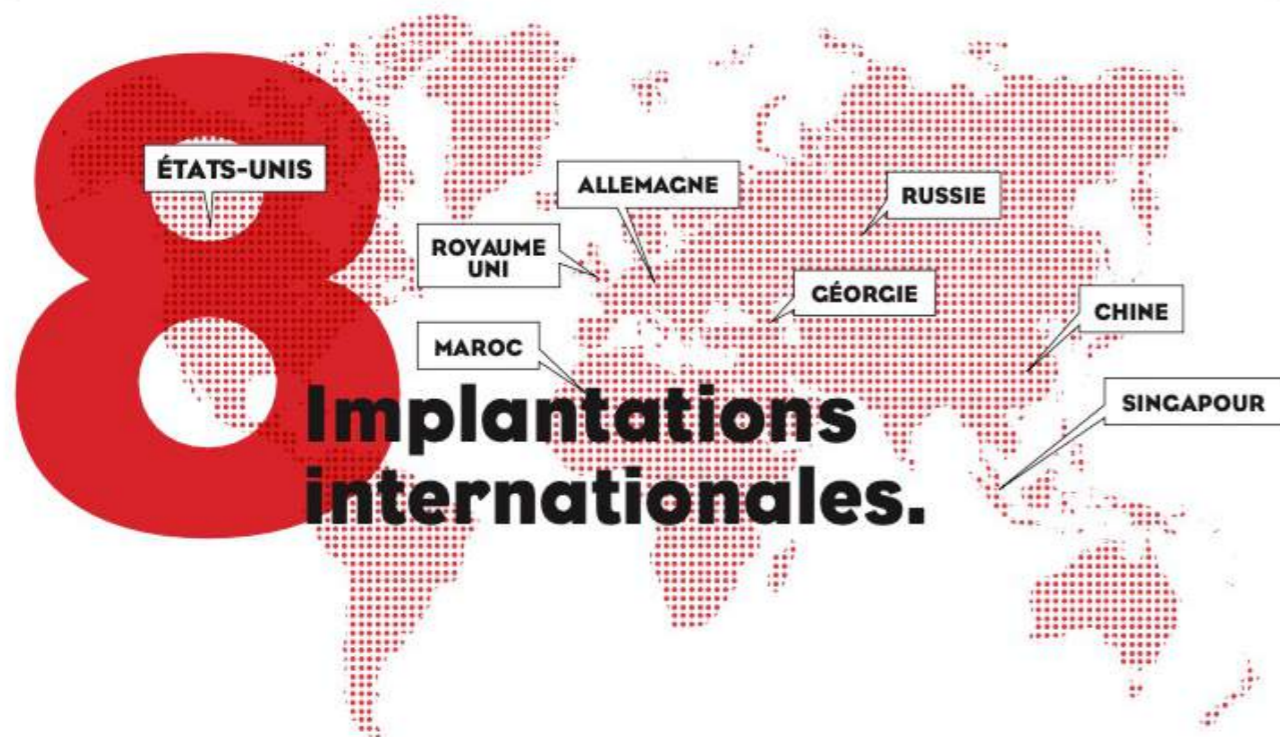 8
ÉTATS-UNIS
ALLEMAGNE
RUSSIE
ROYAUME
UNI
GÉORGIE
CHINE
MAROC
SINGAPOUR
Implantations
internationales.